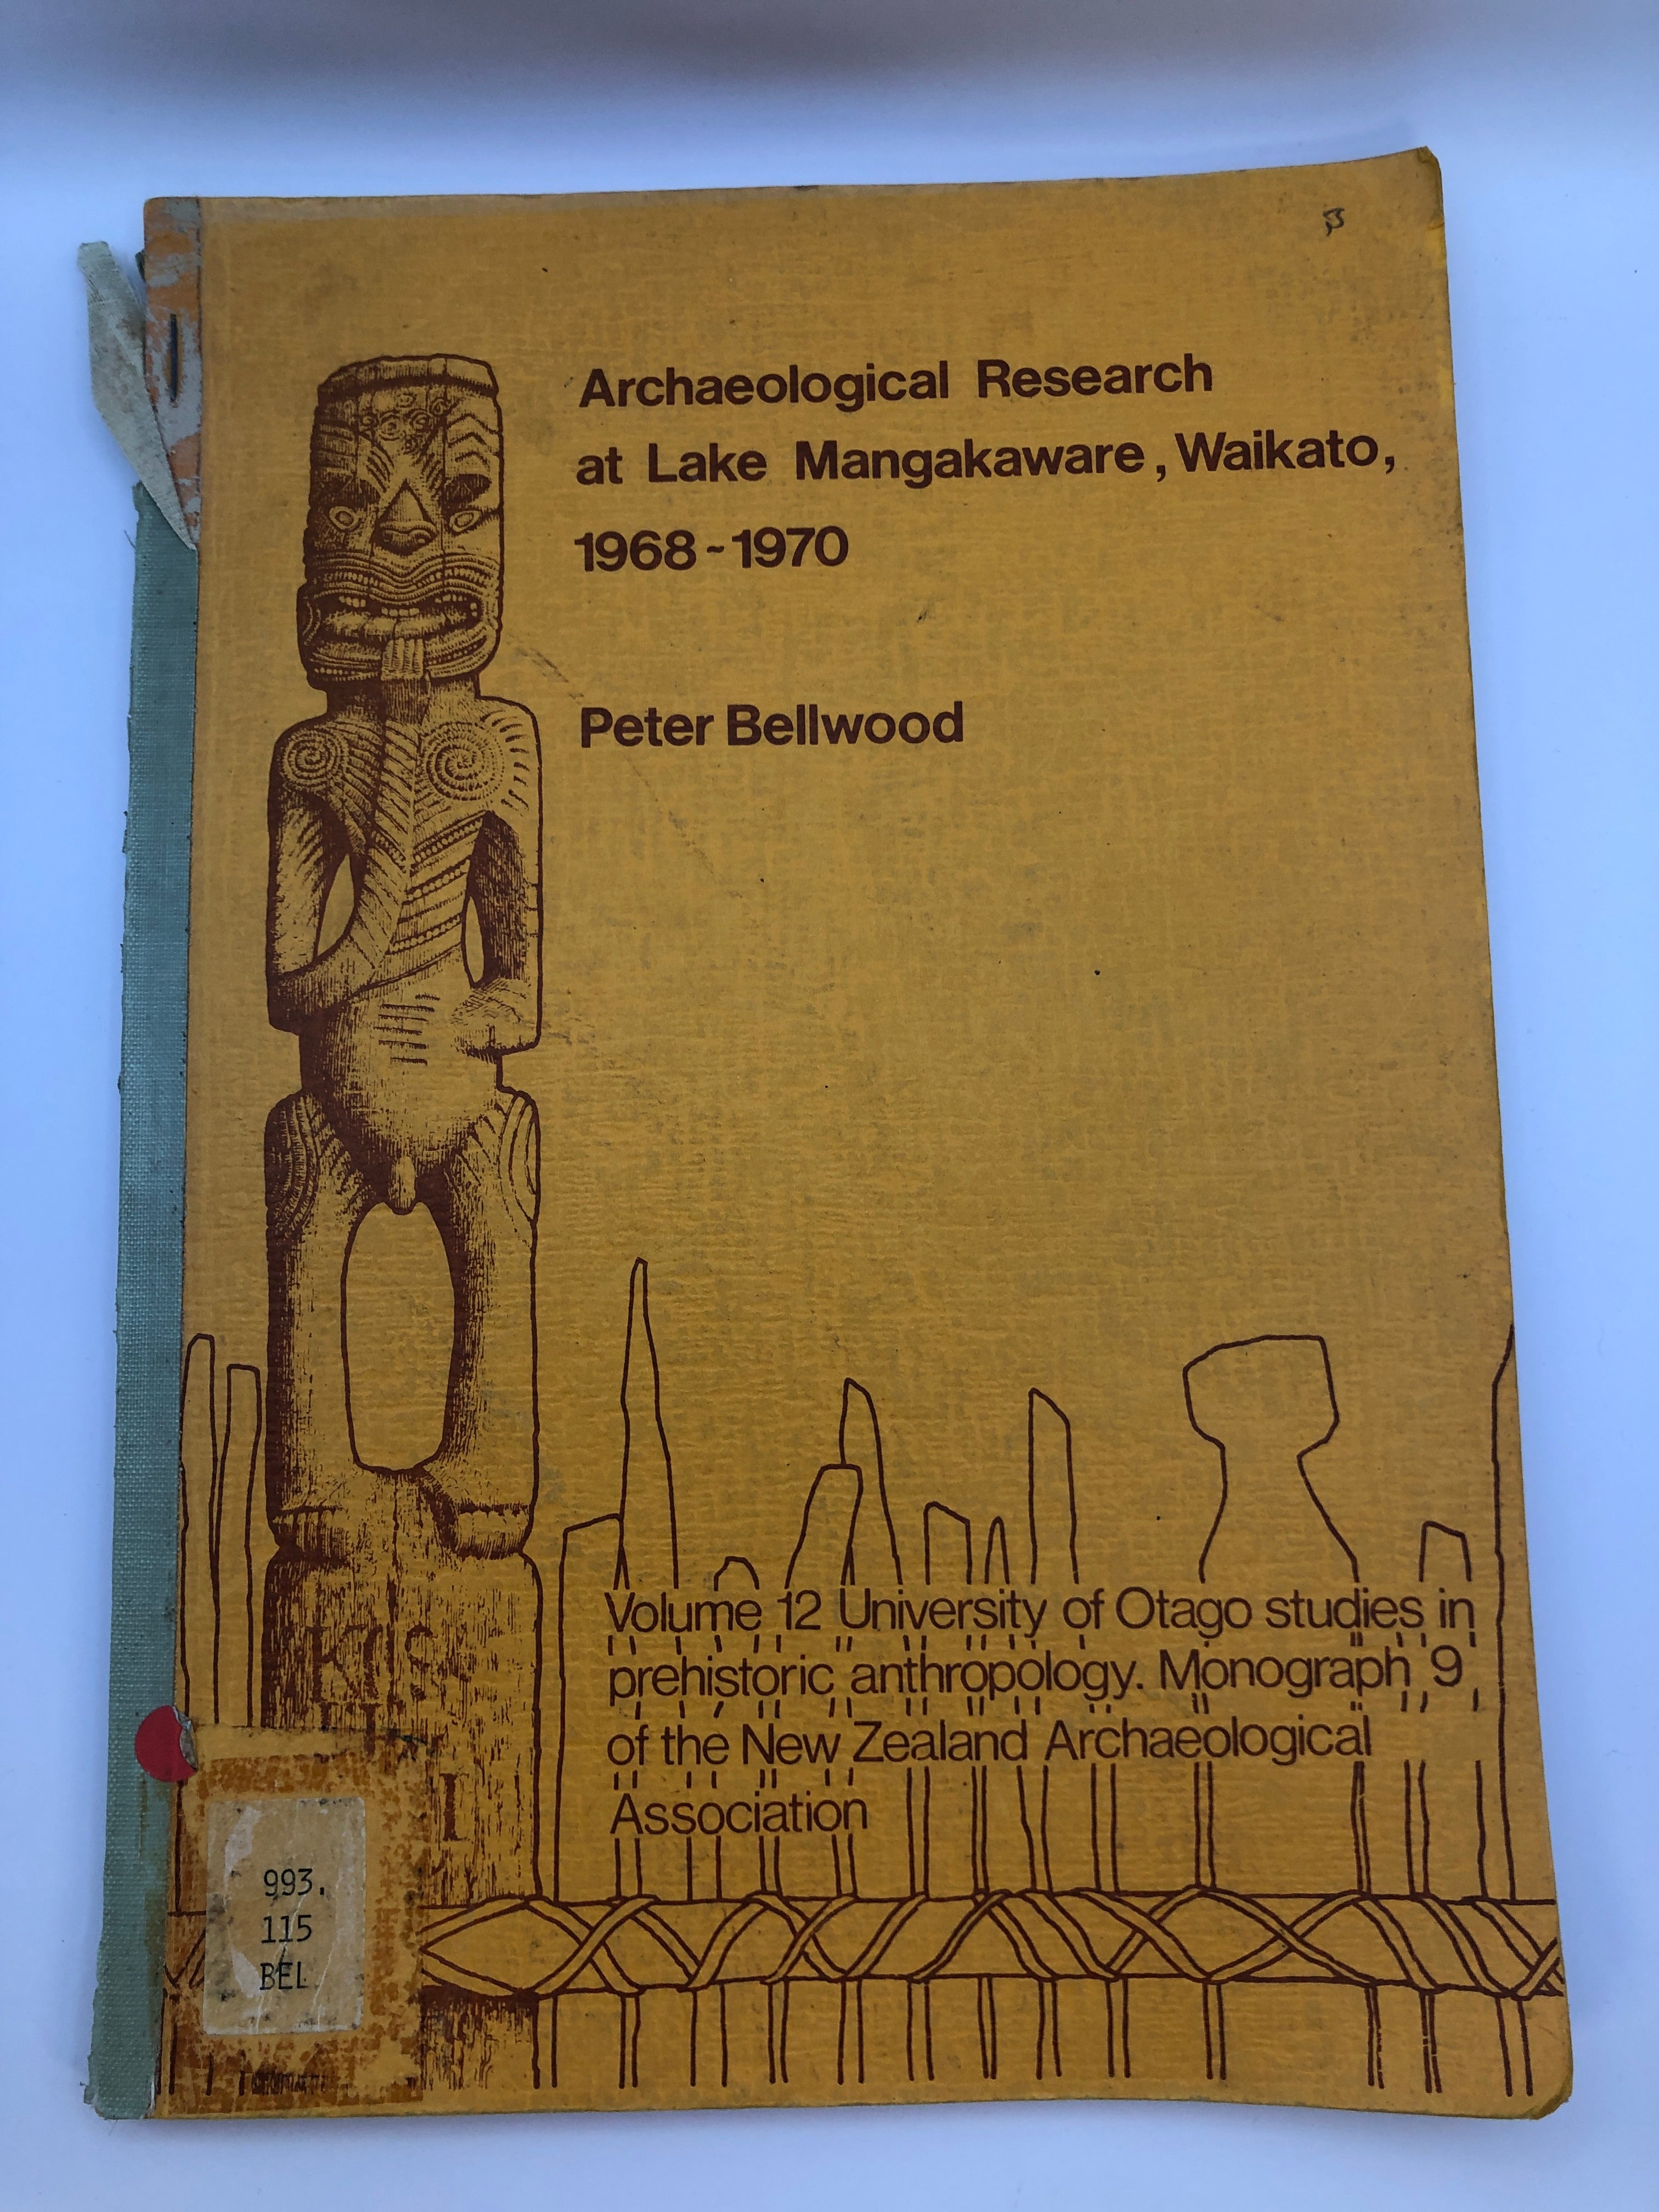 Archaeological Research
at Lake Mangakaware, Waikato,
1968-1970
Peter Bellwood
Volume 12 University of Otago studies in
prehistoric anthropology. Monograph 9
of the New Zealand Archaeological
Association
993.
115
BEL